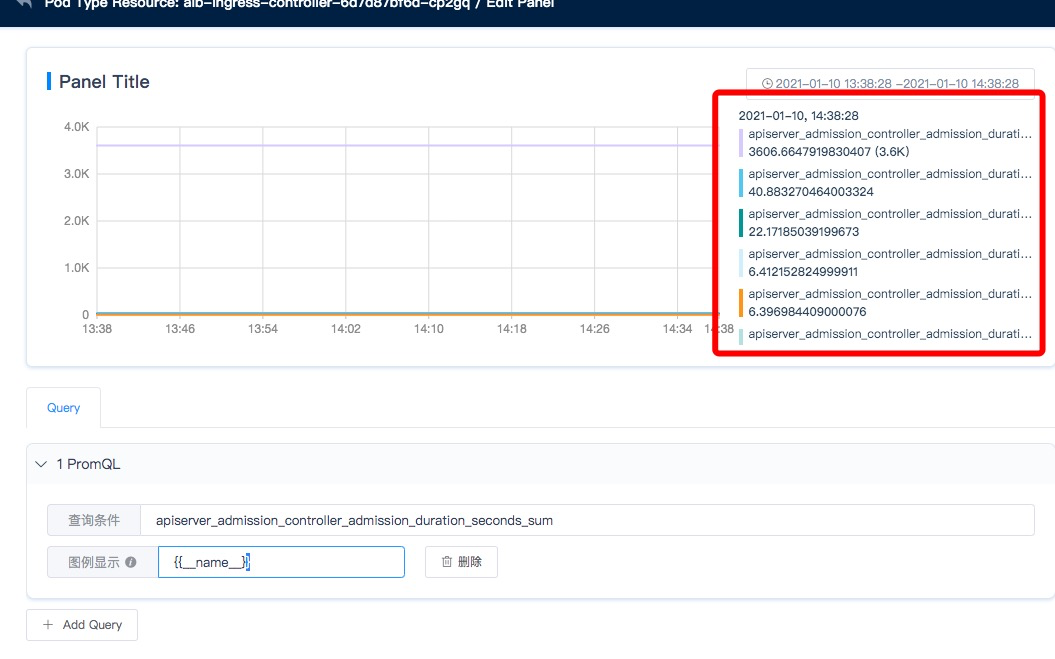 Pod Type Resource: alb-ingress-controller-6d7d87bf6d-cp2gq / Edit Panel
Panel Title
2021-01-10 13:38:28 -2021-01-10 14:38:28
4.0K
3.0K
2.0K
1.0K
0
13:38 13:46 13:54 14:02 14:10 14:18 14:26 14:34 14:38
2021-01-10, 14:38:28
apiserver_admission_controller_admission_durati...
3606.6647919830407 (3.6K)
apiserver_admission_controller_admission_durati...
40.883270464003324
apiserver_admission_controller_admission_durati...
22.17185039199673
apiserver_admission_controller_admission_durati...
6.412152824999911
apiserver_admission_controller_admission_durati...
6.396984409000076
apiserver_admission_controller_admission_durati...
Query
1 PromQL
查询条件 apiserver_admission_controller_admission_duration_seconds_sum
图例显示 {{__name__}} 删除
+ Add Query